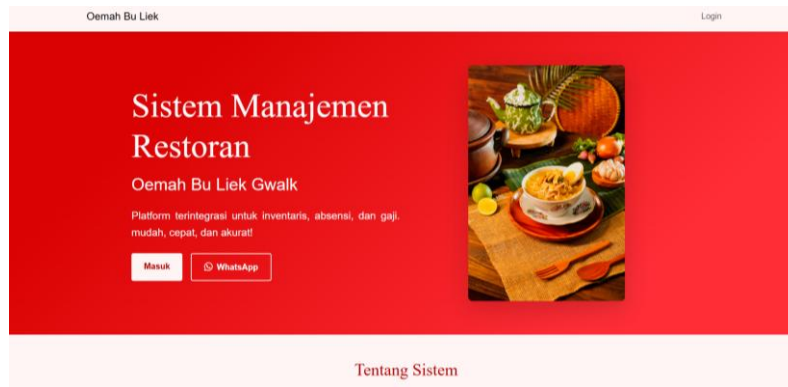 Oemah Bu Liek
Login
Sistem Manajemen
Restoran
Oemah Bu Liek Gwalk
Platform terintegrasi untuk inventaris, absensi, dan gaji.
mudah, cepat, dan akurat!
Masuk
WhatsApp
Tentang Sistem